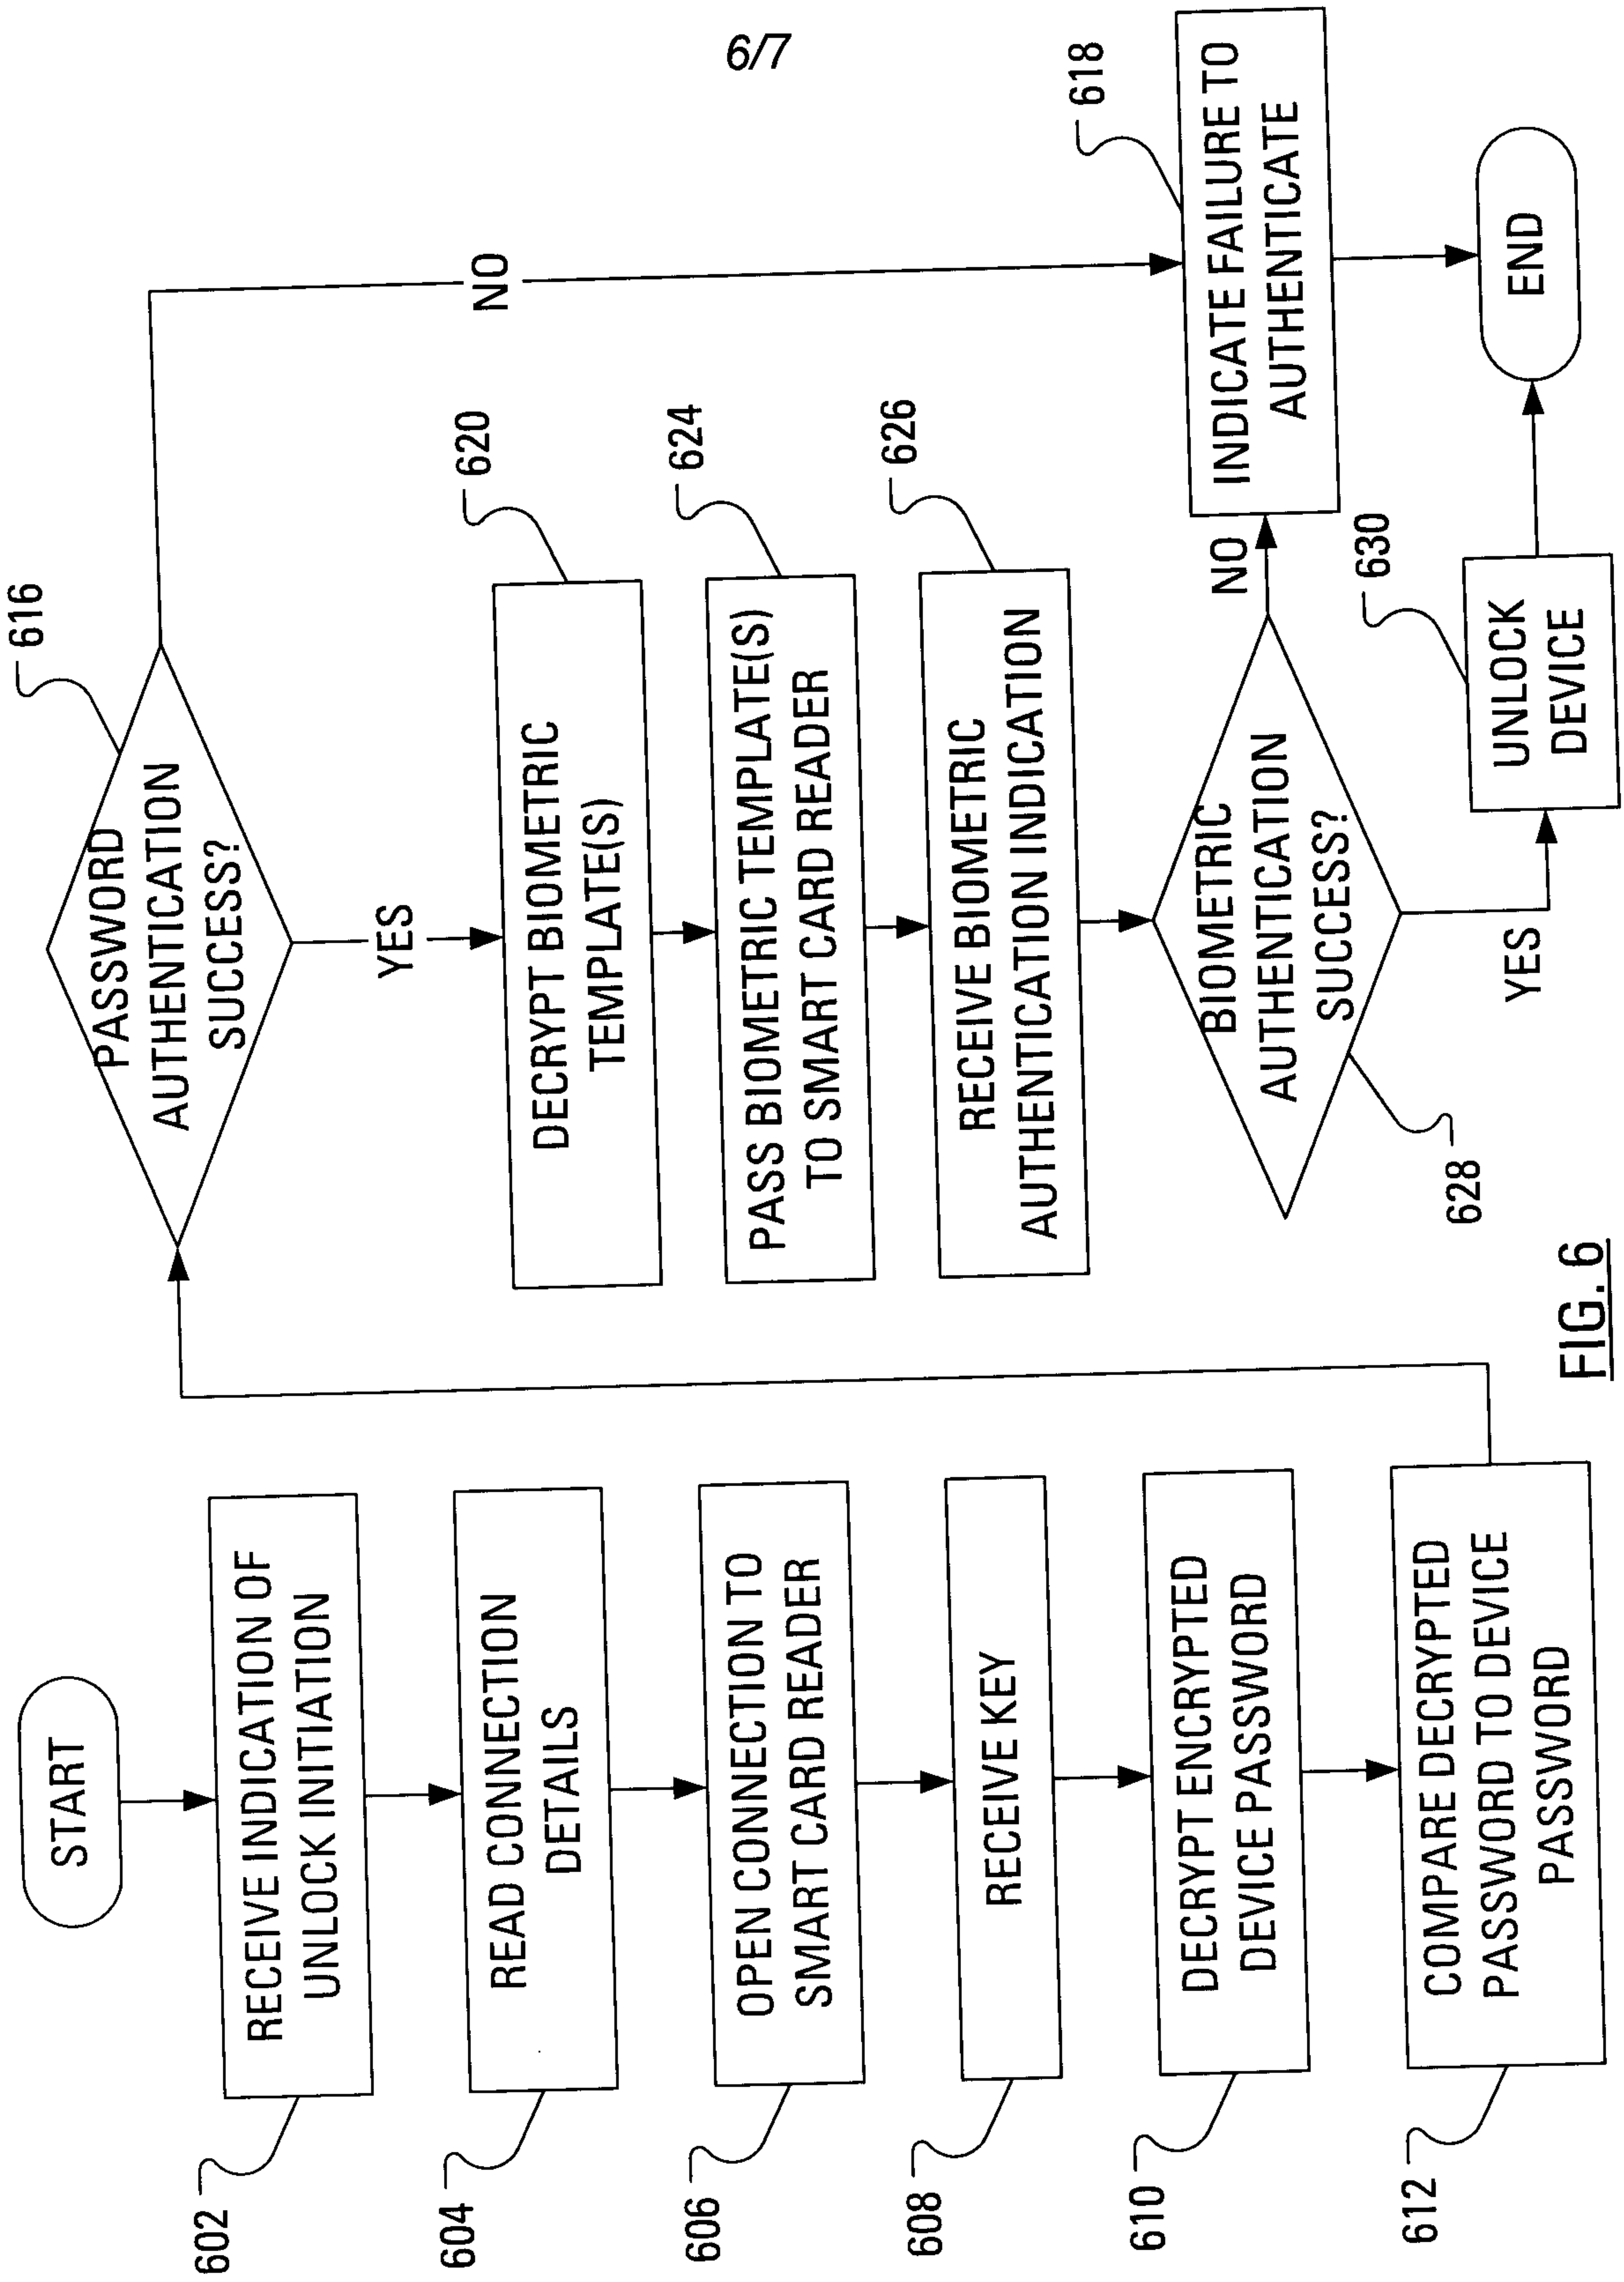 6/7
START
RECEIVE INDICATION OF
UNLOCK INITIATION
602
READ CONNECTION
DETAILS
604
OPEN CONNECTION TO
SMART CARD READER
606
RECEIVE KEY
608
DECRYPT ENCRYPTED
DEVICE PASSWORD
610
COMPARE DECRYPTED
PASSWORD TO DEVICE
PASSWORD
612
PASSWORD
AUTHENTICATION
SUCCESS?
616
NO
YES
DECRYPT BIOMETRIC
TEMPLATE(S)
620
PASS BIOMETRIC TEMPLATE(S)
TO SMART CARD READER
624
RECEIVE BIOMETRIC
AUTHENTICATION INDICATION
626
BIOMETRIC
AUTHENTICATION
SUCCESS?
628
NO
INDICATE FAILURE TO
AUTHENTICATE
618
YES
UNLOCK
DEVICE
630
END
FIG. 6